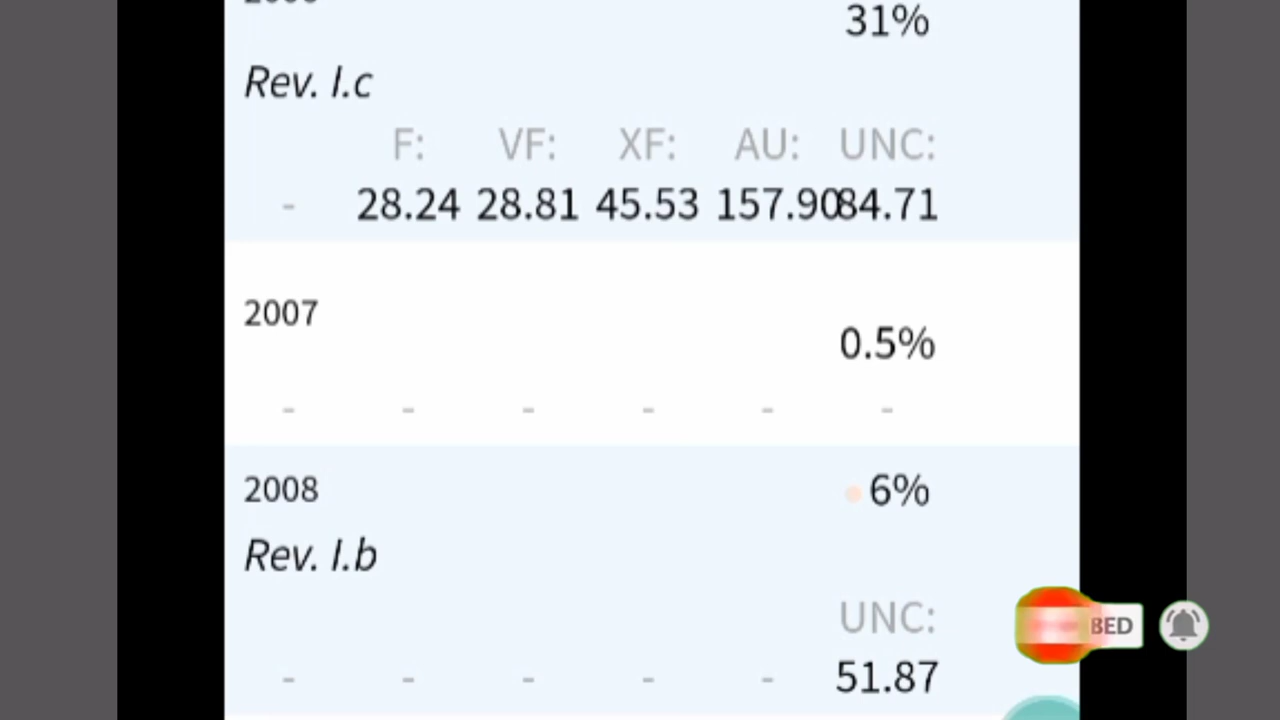 31%
Rev. I.c
F: VF: XF: AU: UNC:
- 28.24 28.81 45.53 157.90 84.71
2007
0.5%
- - - - - -
2008 6%
Rev. I.b
UNC:
- - - - - 51.87
BED